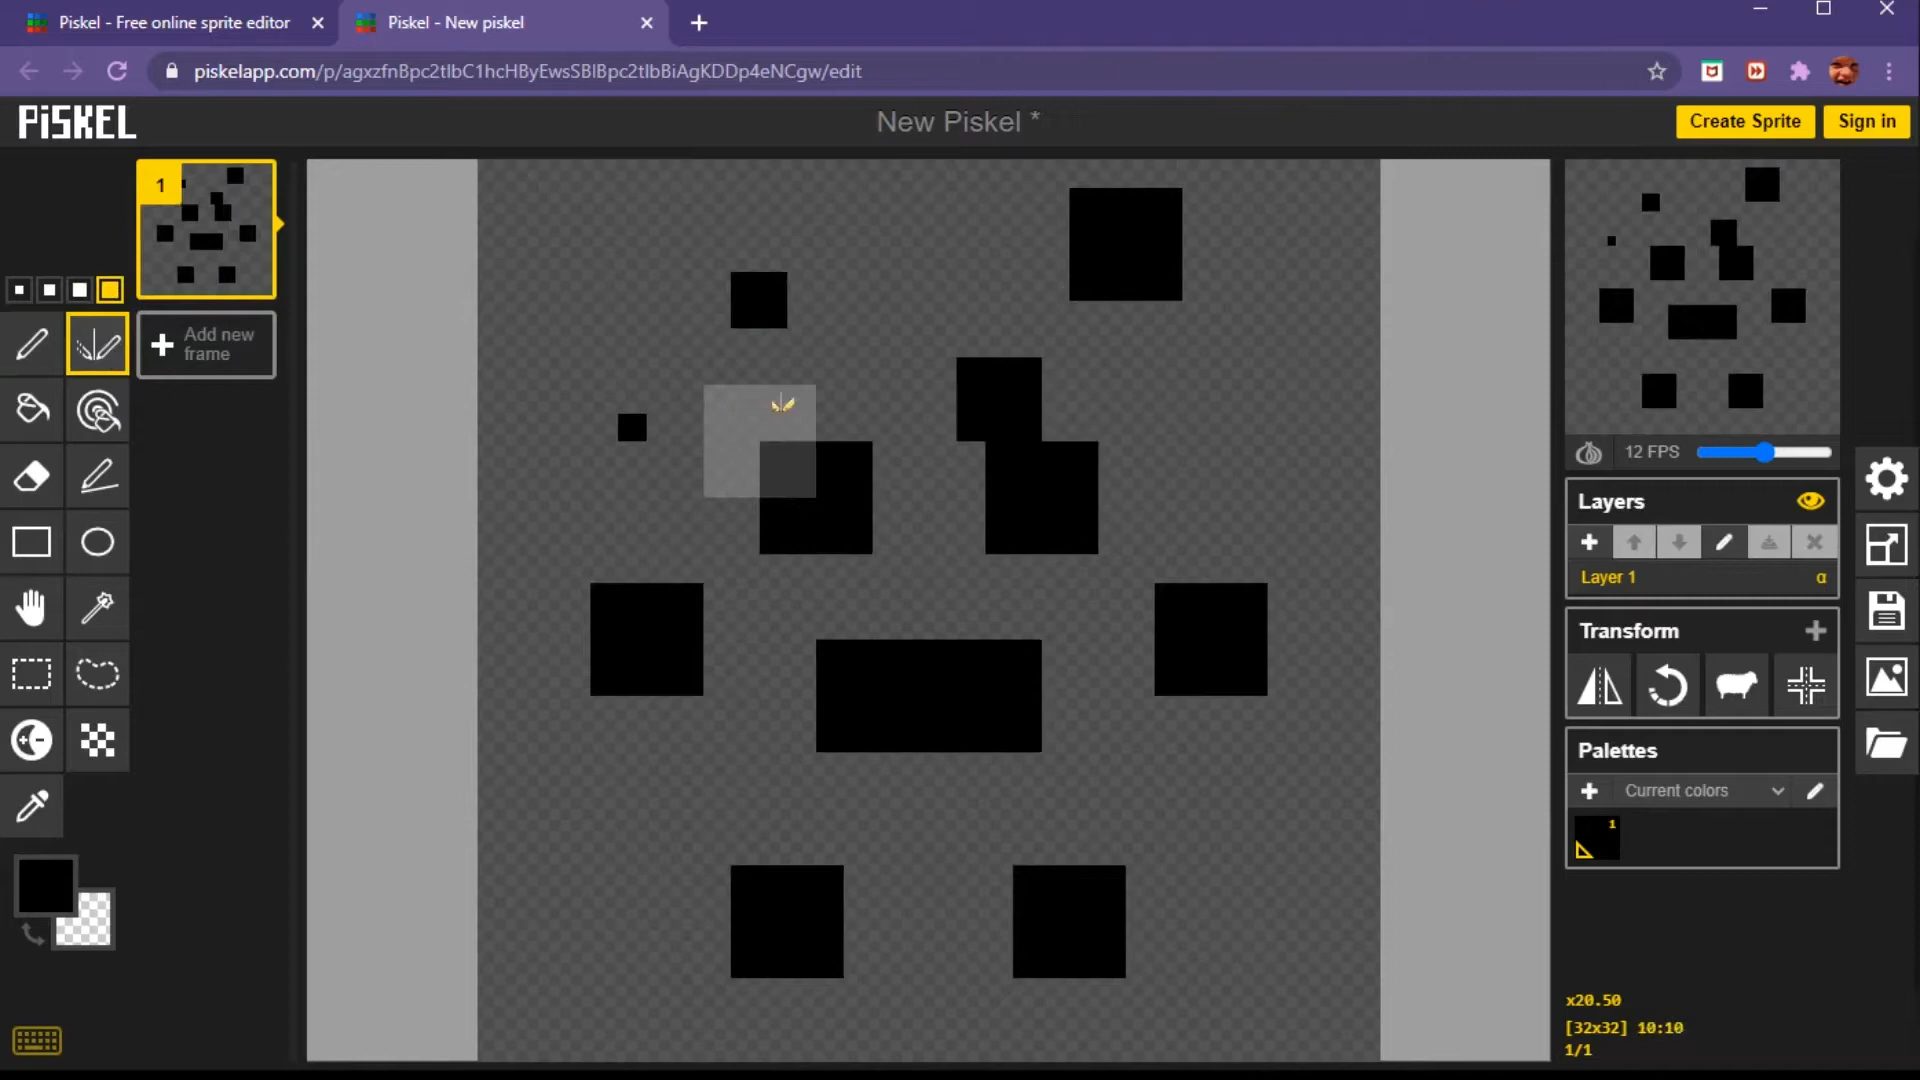 Piskel - Free online sprite editor
Piskel - New piskel
piskelapp.com/p/agxzfnBpc2tlbC1hcHByEwsSBlBpc2tlbBiAgKDDp4eNCgw/edit
PiSKEL
New Piskel *
Create Sprite
Sign in
1
Add new
frame
12 FPS
Layers
Layer 1
α
Transform
Palettes
Current colors
1
x20.50
[32x32] 10:10
1/1